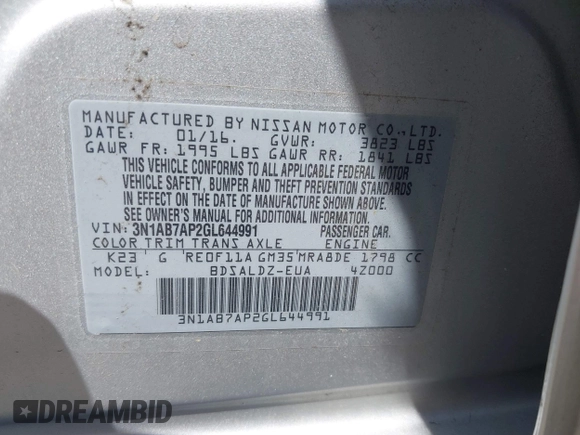 MANUFACTURED BY NISSAN MOTOR CO.,LTD.
DATE: 01/16. GVWR: 3823 LBS
GAWR FR: 1995 LBS GAWR RR: 1841 LBS
THIS VEHICLE CONFORMS TO ALL APPLICABLE FEDERAL MOTOR
VEHICLE SAFETY, BUMPER AND THEFT PREVENTION STANDARDS
IN EFFECT ON THE DATE OF MANUFACTURE SHOWN ABOVE.
SEE OWNER'S MANUAL FOR ADDITIONAL INFORMATION.
VIN: 3N1AB7AP2GL644991 PASSENGER CAR.
COLOR TRIM TRANS AXLE ENGINE
K23 G RE0F11A GM35 MRA8DE 1798 CC
MODEL: BDSALDZ-EUA 4Z000
3N1AB7AP2GL644991
DREAMBID